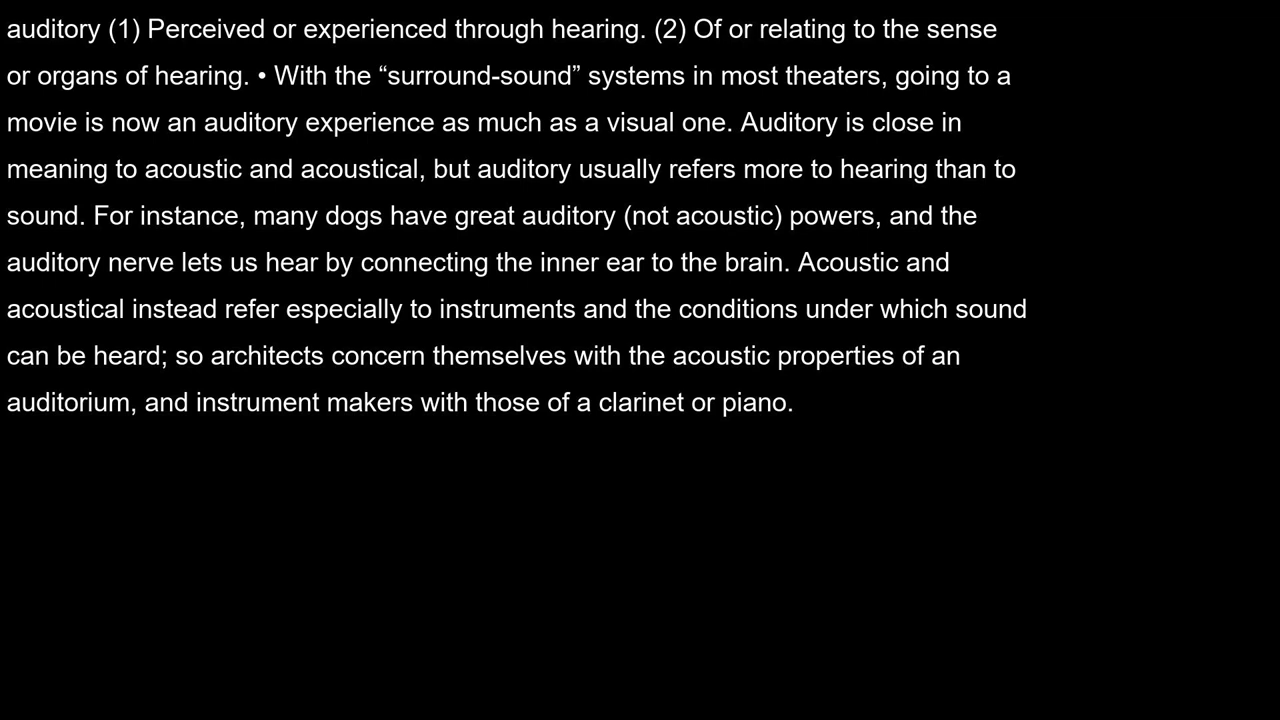 auditory (1) Perceived or experienced through hearing. (2) Of or relating to the sense
or organs of hearing. • With the “surround-sound” systems in most theaters, going to a
movie is now an auditory experience as much as a visual one. Auditory is close in
meaning to acoustic and acoustical, but auditory usually refers more to hearing than to
sound. For instance, many dogs have great auditory (not acoustic) powers, and the
auditory nerve lets us hear by connecting the inner ear to the brain. Acoustic and
acoustical instead refer especially to instruments and the conditions under which sound
can be heard; so architects concern themselves with the acoustic properties of an
auditorium, and instrument makers with those of a clarinet or piano.